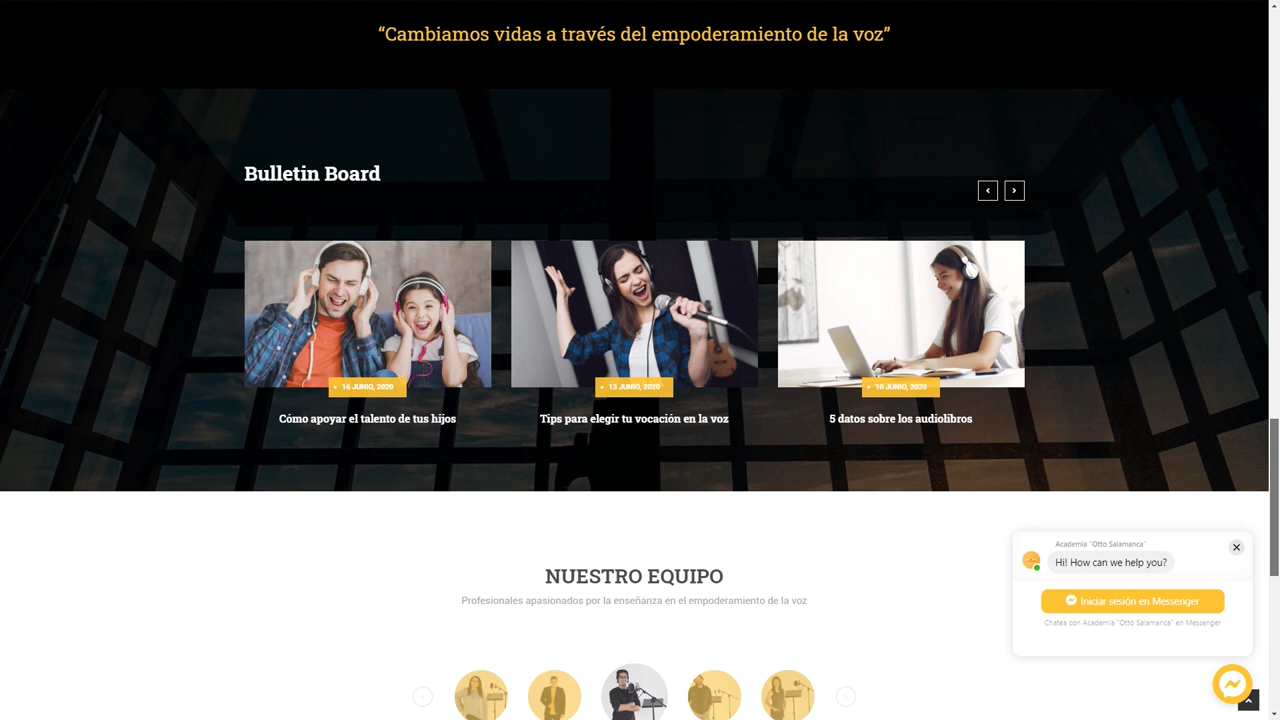 “Cambiamos vidas a través del empoderamiento de la voz”
Bulletin Board
16 JUNIO, 2020
13 JUNIO, 2020
10 JUNIO, 2020
Cómo apoyar el talento de tus hijos
Tips para elegir tu vocación en la voz
5 datos sobre los audiolibros
NUESTRO EQUIPO
Profesionales apasionados por la enseñanza en el empoderamiento de la voz
Academia "Otto Salamanca"
Hi! How can we help you?
Iniciar sesión en Messenger
Chatea con Academia "Otto Salamanca" en Messenger